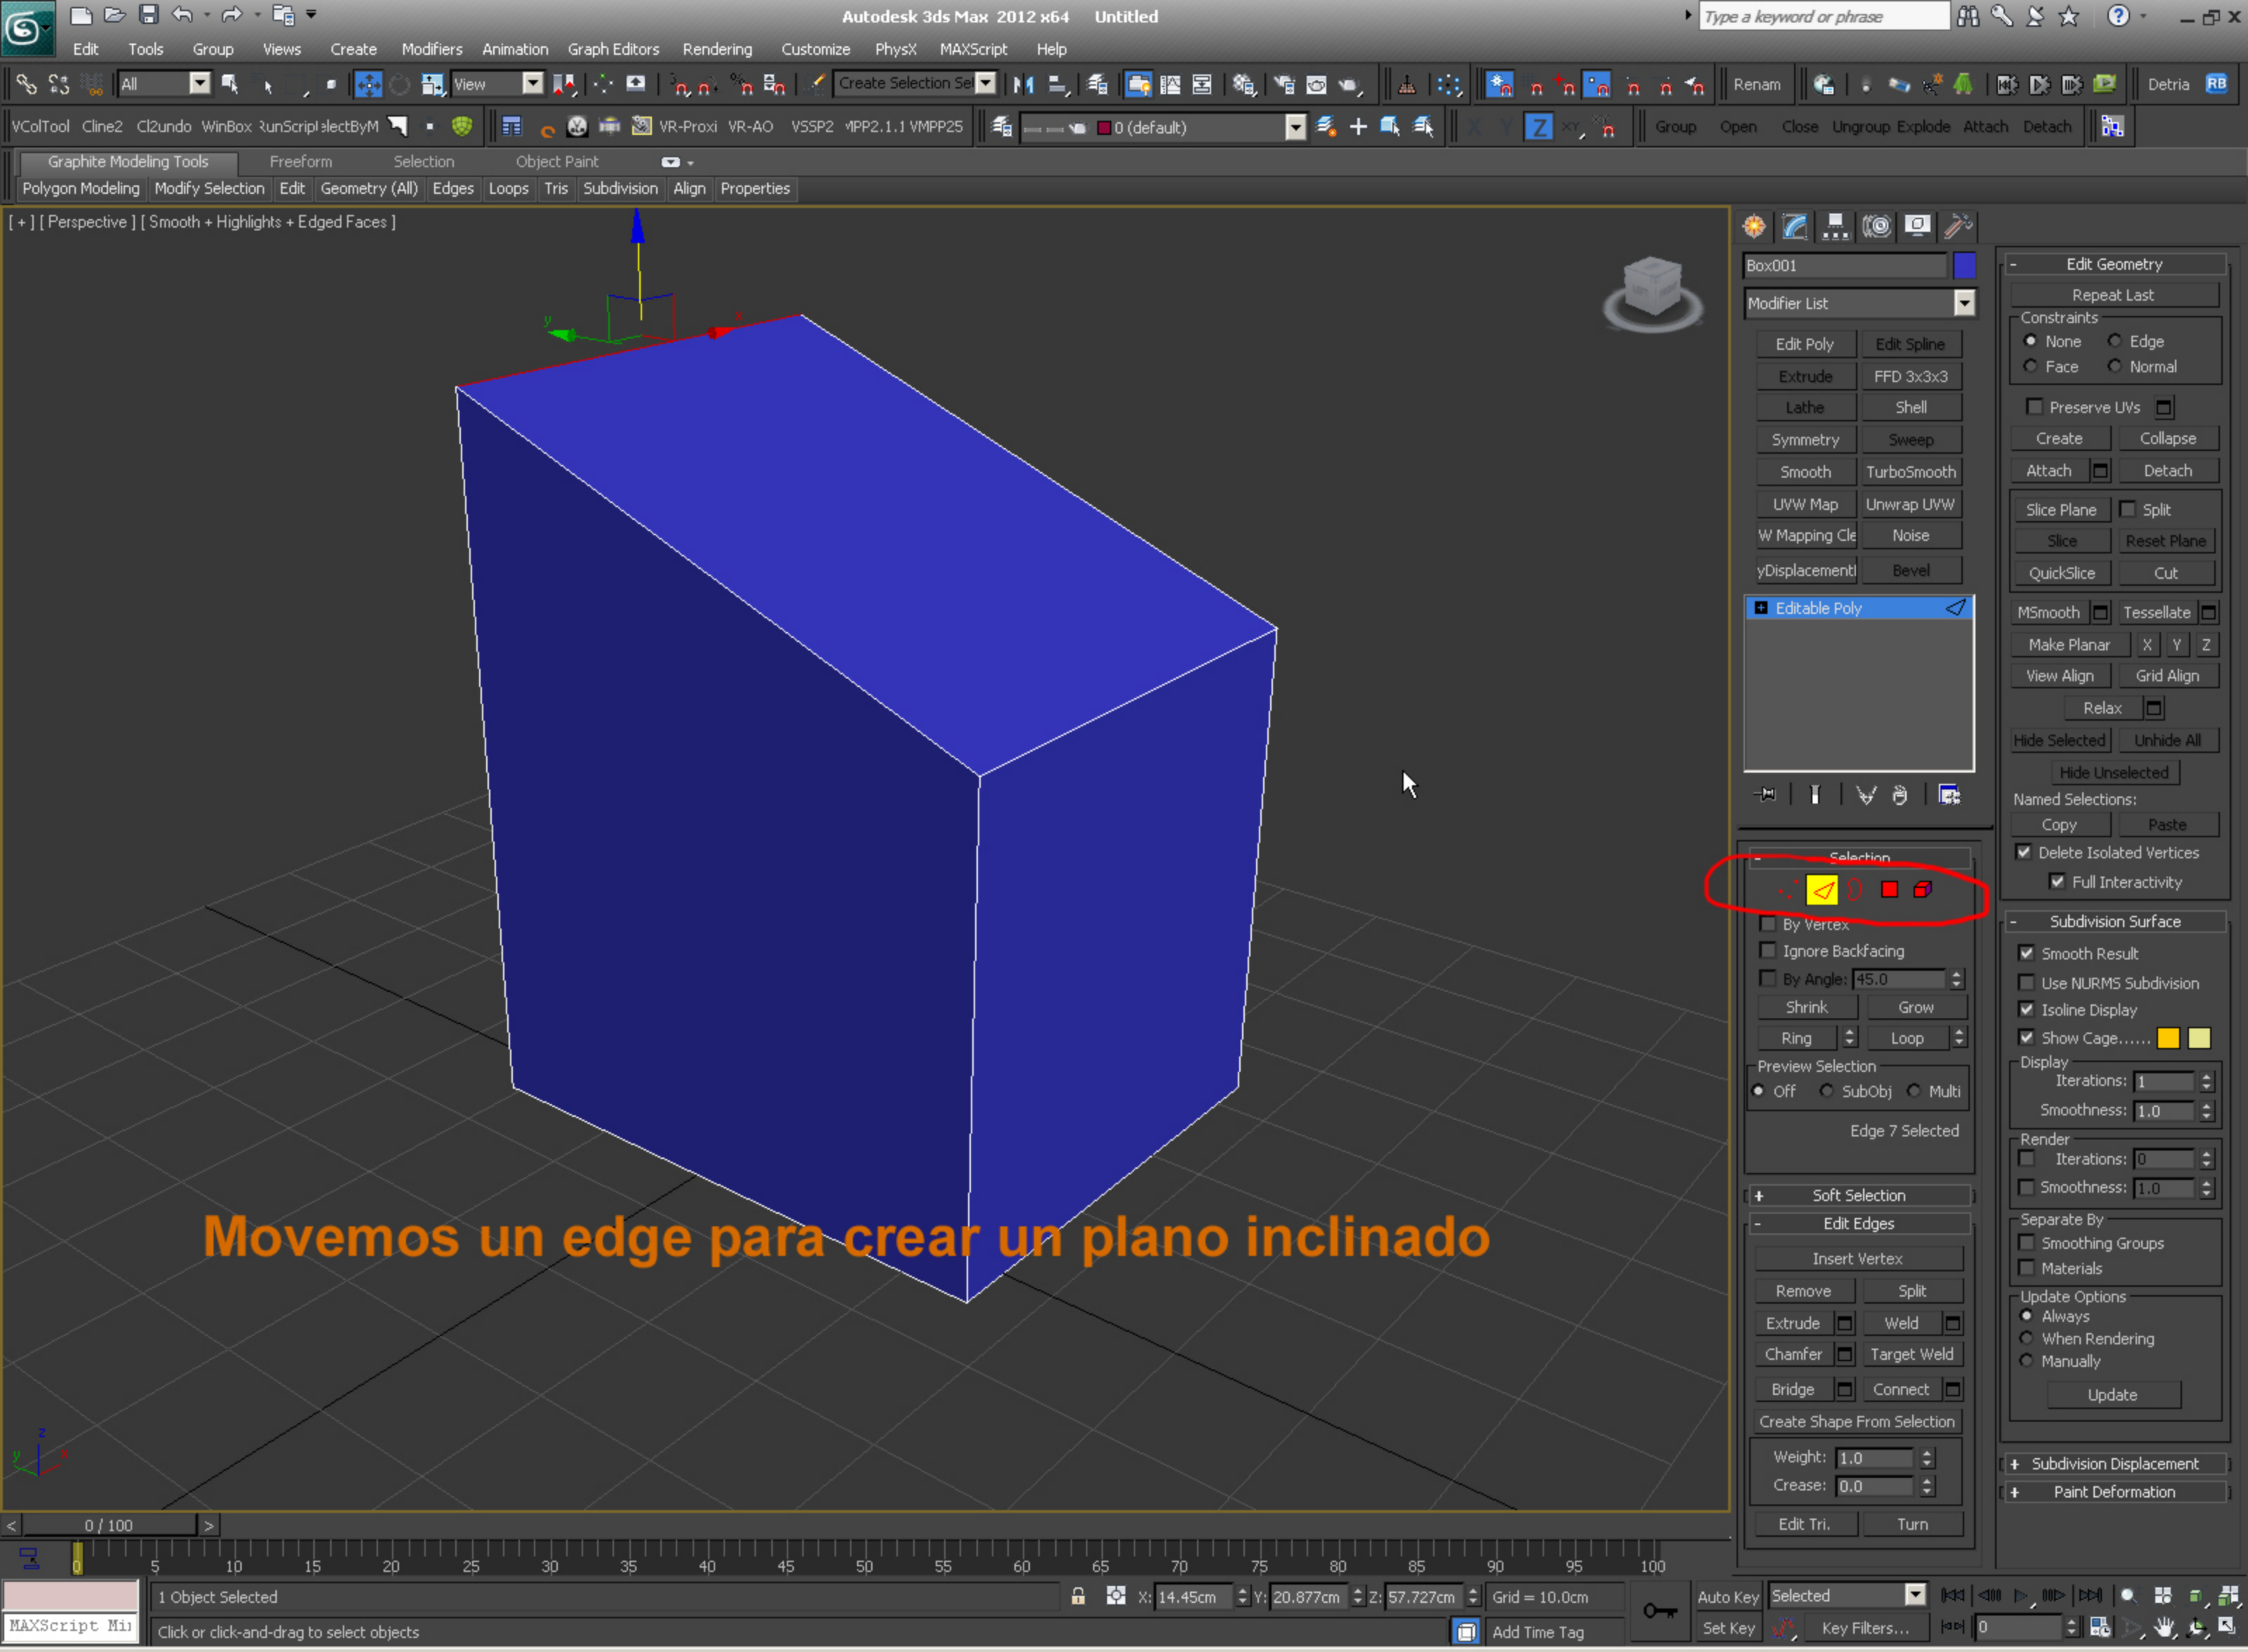 Autodesk 3ds Max 2012 x64 Untitled
Type a keyword or phrase
Edit Tools Group Views Create Modifiers Animation Graph Editors Rendering Customize PhysX MAXScript Help
All View Create Selection Sel Renam Detria RB
VColTool Cline2 Cl2undo WinBox RunScript SelectByM VR-Proxi VR-AO VSSP2 MPP2.1.1 VMPP25 0 (default) X Y Z XY Group Open Close Ungroup Explode Attach Detach
Graphite Modeling Tools Freeform Selection Object Paint
Polygon Modeling Modify Selection Edit Geometry (All) Edges Loops Tris Subdivision Align Properties
[ + ] [ Perspective ] [ Smooth + Highlights + Edged Faces ]
y x
Movemos un edge para crear un plano inclinado
z
y x
Box001
Modifier List
Edit Poly Edit Spline
Extrude FFD 3x3x3
Lathe Shell
Symmetry Sweep
Smooth TurboSmooth
UVW Map Unwrap UVW
W Mapping Cle Noise
yDisplacementl Bevel
Editable Poly
- Selection
By Vertex
Ignore Backfacing
By Angle: 45.0
Shrink Grow
Ring Loop
Preview Selection
Off SubObj Multi
Edge 7 Selected
+ Soft Selection
- Edit Edges
Insert Vertex
Remove Split
Extrude Weld
Chamfer Target Weld
Bridge Connect
Create Shape From Selection
Weight: 1.0
Crease: 0.0
Edit Tri. Turn
- Edit Geometry
Repeat Last
Constraints
None Edge
Face Normal
Preserve UVs
Create Collapse
Attach Detach
Slice Plane Split
Slice Reset Plane
QuickSlice Cut
MSmooth Tessellate
Make Planar X Y Z
View Align Grid Align
Relax
Hide Selected Unhide All
Hide Unselected
Named Selections:
Copy Paste
Delete Isolated Vertices
Full Interactivity
- Subdivision Surface
Smooth Result
Use NURMS Subdivision
Isoline Display
Show Cage......
Display
Iterations: 1
Smoothness: 1.0
Render
Iterations: 0
Smoothness: 1.0
Separate By
Smoothing Groups
Materials
Update Options
Always
When Rendering
Manually
Update
+ Subdivision Displacement
+ Paint Deformation
< 0 / 100 >
0 5 10 15 20 25 30 35 40 45 50 55 60 65 70 75 80 85 90 95 100
1 Object Selected X: 14.45cm Y: 20.877cm Z: 57.727cm Grid = 10.0cm Auto Key Selected
MAXScript Mi Click or click-and-drag to select objects Add Time Tag Set Key Key Filters... 0